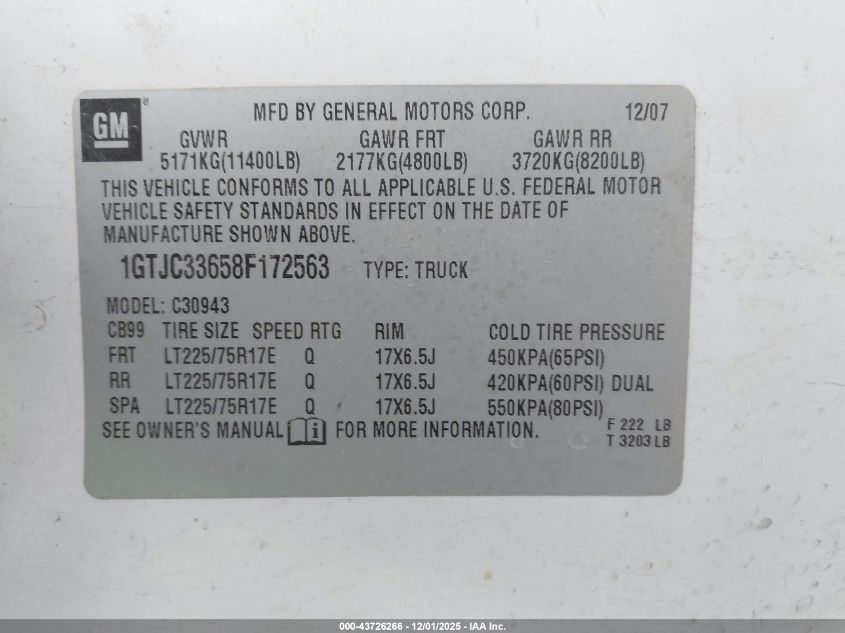 GM® MFD BY GENERAL MOTORS CORP. 12/07
GVWR GAWR FRT GAWR RR
5171KG(11400LB) 2177KG(4800LB) 3720KG(8200LB)
THIS VEHICLE CONFORMS TO ALL APPLICABLE U.S. FEDERAL MOTOR
VEHICLE SAFETY STANDARDS IN EFFECT ON THE DATE OF
MANUFACTURE SHOWN ABOVE.
1GTJC33658F172563 TYPE: TRUCK
MODEL: C30943
CB99 TIRE SIZE SPEED RTG RIM COLD TIRE PRESSURE
FRT LT225/75R17E Q 17X6.5J 450KPA(65PSI)
RR LT225/75R17E Q 17X6.5J 420KPA(60PSI) DUAL
SPA LT225/75R17E Q 17X6.5J 550KPA(80PSI)
SEE OWNER'S MANUAL i FOR MORE INFORMATION. F 222 LB
T 3203 LB
000-43726266 - 12/01/2025 - IAA Inc.